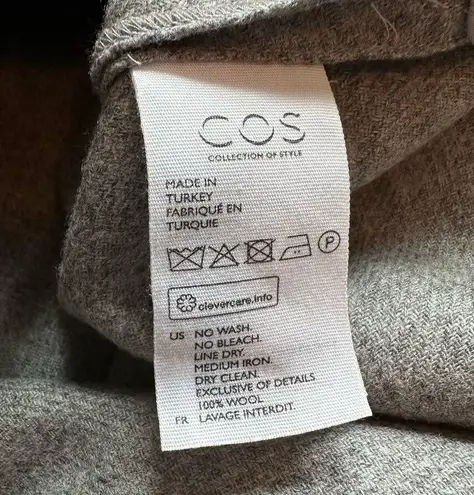 COS
COLLECTION OF STYLE
MADE IN
TURKEY
FABRIQUÉ EN
TURQUIE
P
clevercare.info
US NO WASH.
NO BLEACH.
LINE DRY.
MEDIUM IRON.
DRY CLEAN.
EXCLUSIVE OF DETAILS
100% WOOL
FR LAVAGE INTERDIT.